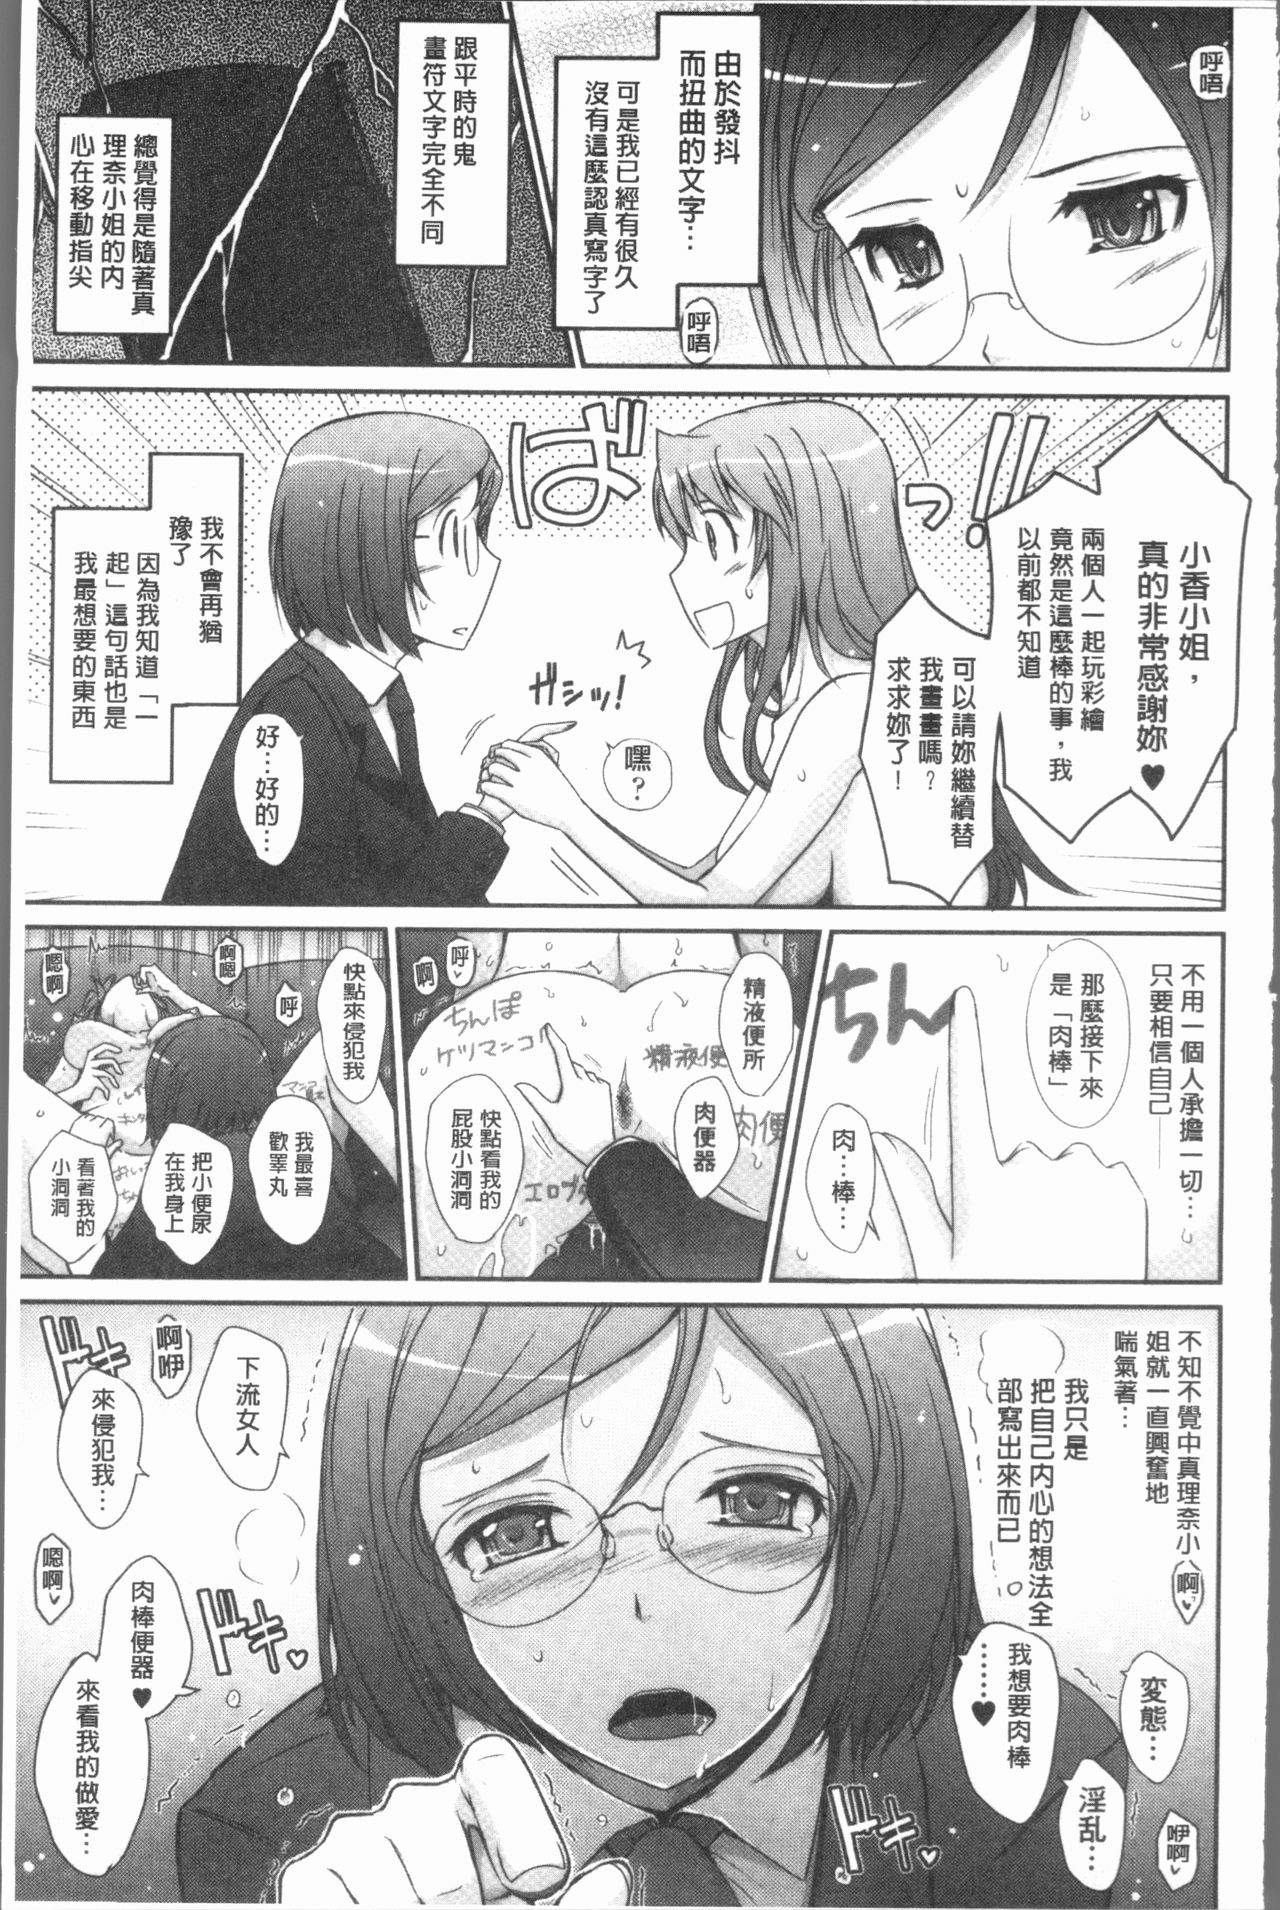 呼唔
由於發抖
而扭曲的文字…
可是我已經有很久
沒有這麼認真寫字了
呼唔
跟平時的鬼
畫符文字完全不同
總覺得是隨著真
理奈小姐的內
心在移動指尖
小香小姐，
真的非常感謝妳♥
兩個人一起玩彩繪
竟然是這麼棒的事，我
以前都不知道
可以請妳繼續替
我畫畫嗎？
求求妳了！
ばっ!!
ガシッ!
嘿？
好…好的…
我不會再猶
豫了
因為我知道「一
起」這句話也是
我最想要的東西
不用一個人承擔一切…
只要相信自己──
那麼接下來
是「肉棒」
ちん
肉…棒…
精液便所
肉便器
呼
啊
ちんぽ
ケツマンコ
精液便
肉便
快點看我的
屁股小洞洞
快點來侵犯我
啊嗯
呼
嗯啊
我最喜
歡睪丸
把小便尿
在我身上
看著我的
小洞洞
不知不覺中真理奈小
姐就一直興奮地
喘氣著…
啊♥
我只是
把自己內心的想法全
部寫出來而已
変態…
淫乱…
咿啊♥
我想要肉棒
……♥
下流女人
啊咿
ドキ
來侵犯我…
嗯啊♥
ドキ♥
ドキ♥
肉棒便器♥
來看我的做愛…